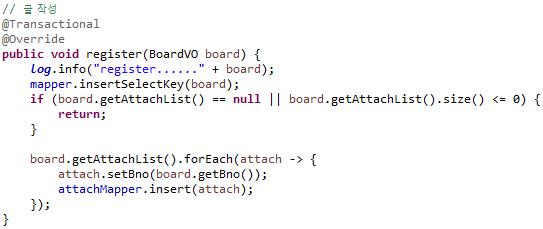 // 글 작성
@Transactional
@Override
public void register(BoardVO board) {
    log.info("register......" + board);
    mapper.insertSelectKey(board);
    if (board.getAttachList() == null || board.getAttachList().size() <= 0) {
        return;
    }

    board.getAttachList().forEach(attach -> {
        attach.setBno(board.getBno());
        attachMapper.insert(attach);
    });
}